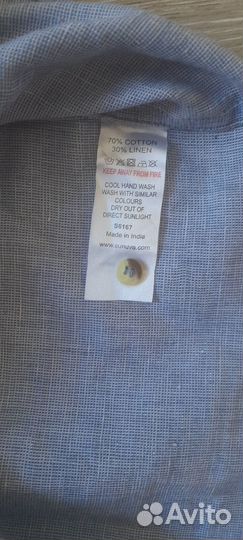 70% COTTON
30% LINEN
KEEP AWAY FROM FIRE
COOL HAND WASH
WASH WITH SIMILAR
COLOURS
DRY OUT OF
DIRECT SUNLIGHT
S6167
Made in India
www.sunuva.com
Avito